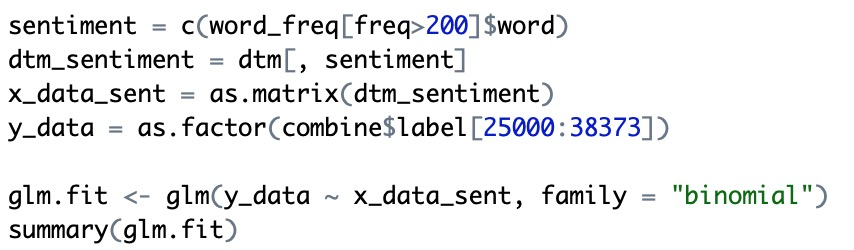 sentiment = c(word_freq[freq>200]$word)
dtm_sentiment = dtm[, sentiment]
x_data_sent = as.matrix(dtm_sentiment)
y_data = as.factor(combine$label[25000:38373])
glm.fit <- glm(y_data ~ x_data_sent, family = "binomial")
summary(glm.fit)